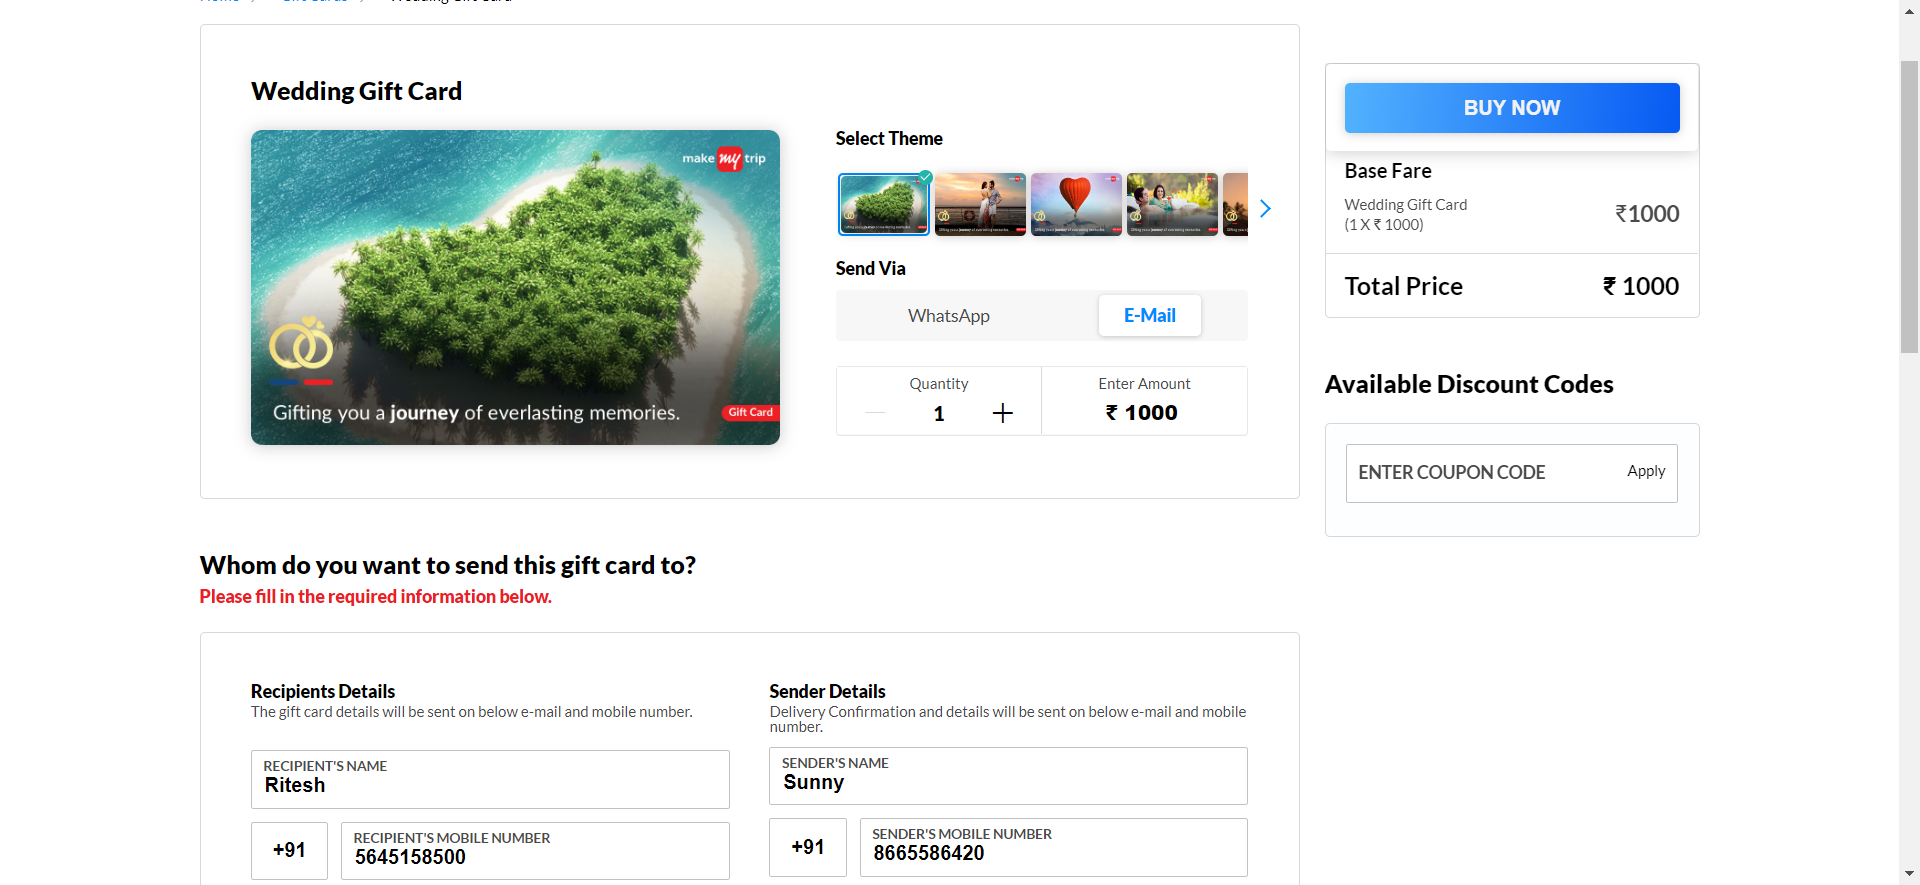 Wedding Gift Card
make my trip
Gifting you a journey of everlasting memories.
Gift Card
Select Theme
Send Via
WhatsApp
E-Mail
Quantity
1
Enter Amount
₹ 1000
BUY NOW
Base Fare
Wedding Gift Card
(1 X ₹ 1000)
₹1000
Total Price
₹ 1000
Available Discount Codes
ENTER COUPON CODE
Apply
Whom do you want to send this gift card to?
Please fill in the required information below.
Recipients Details
The gift card details will be sent on below e-mail and mobile number.
RECIPIENT'S NAME
Ritesh
+91
RECIPIENT'S MOBILE NUMBER
5645158500
Sender Details
Delivery Confirmation and details will be sent on below e-mail and mobile
number.
SENDER'S NAME
Sunny
+91
SENDER'S MOBILE NUMBER
8665586420